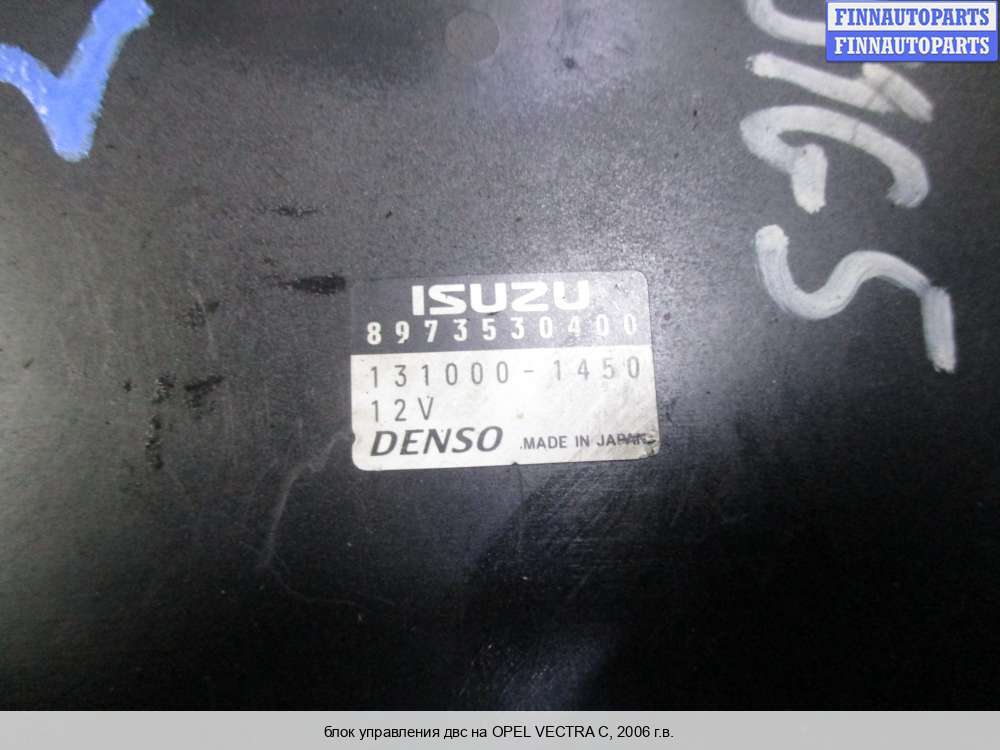 FINNAUTOPARTS
FINNAUTOPARTS
ISUZU
8973530400
131000-1450
12V
DENSO MADE IN JAPAN
блок управления двс на OPEL VECTRA C, 2006 г.в.